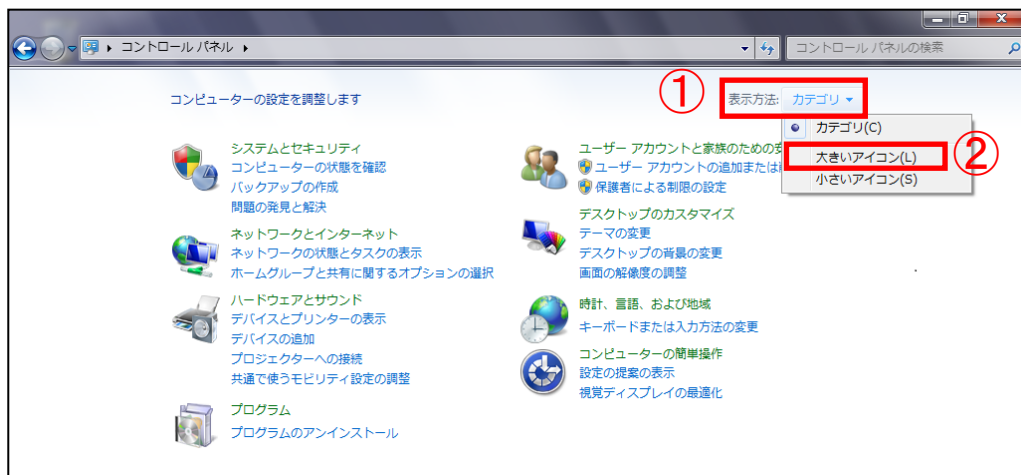 コントロール パネル
コントロール パネルの検索
コンピューターの設定を調整します
①
表示方法: カテゴリ
カテゴリ(C)
大きいアイコン(L)
②
小さいアイコン(S)
システムとセキュリティ
コンピューターの状態を確認
バックアップの作成
問題の発見と解決
ネットワークとインターネット
ネットワークの状態とタスクの表示
ホームグループと共有に関するオプションの選択
ハードウェアとサウンド
デバイスとプリンターの表示
デバイスの追加
プロジェクターへの接続
共通で使うモビリティ設定の調整
プログラム
プログラムのアンインストール
ユーザー アカウントと家族のための
ユーザー アカウントの追加または
保護者による制限の設定
デスクトップのカスタマイズ
テーマの変更
デスクトップの背景の変更
画面の解像度の調整
時計、言語、および地域
キーボードまたは入力方法の変更
コンピューターの簡単操作
設定の提案の表示
視覚ディスプレイの最適化